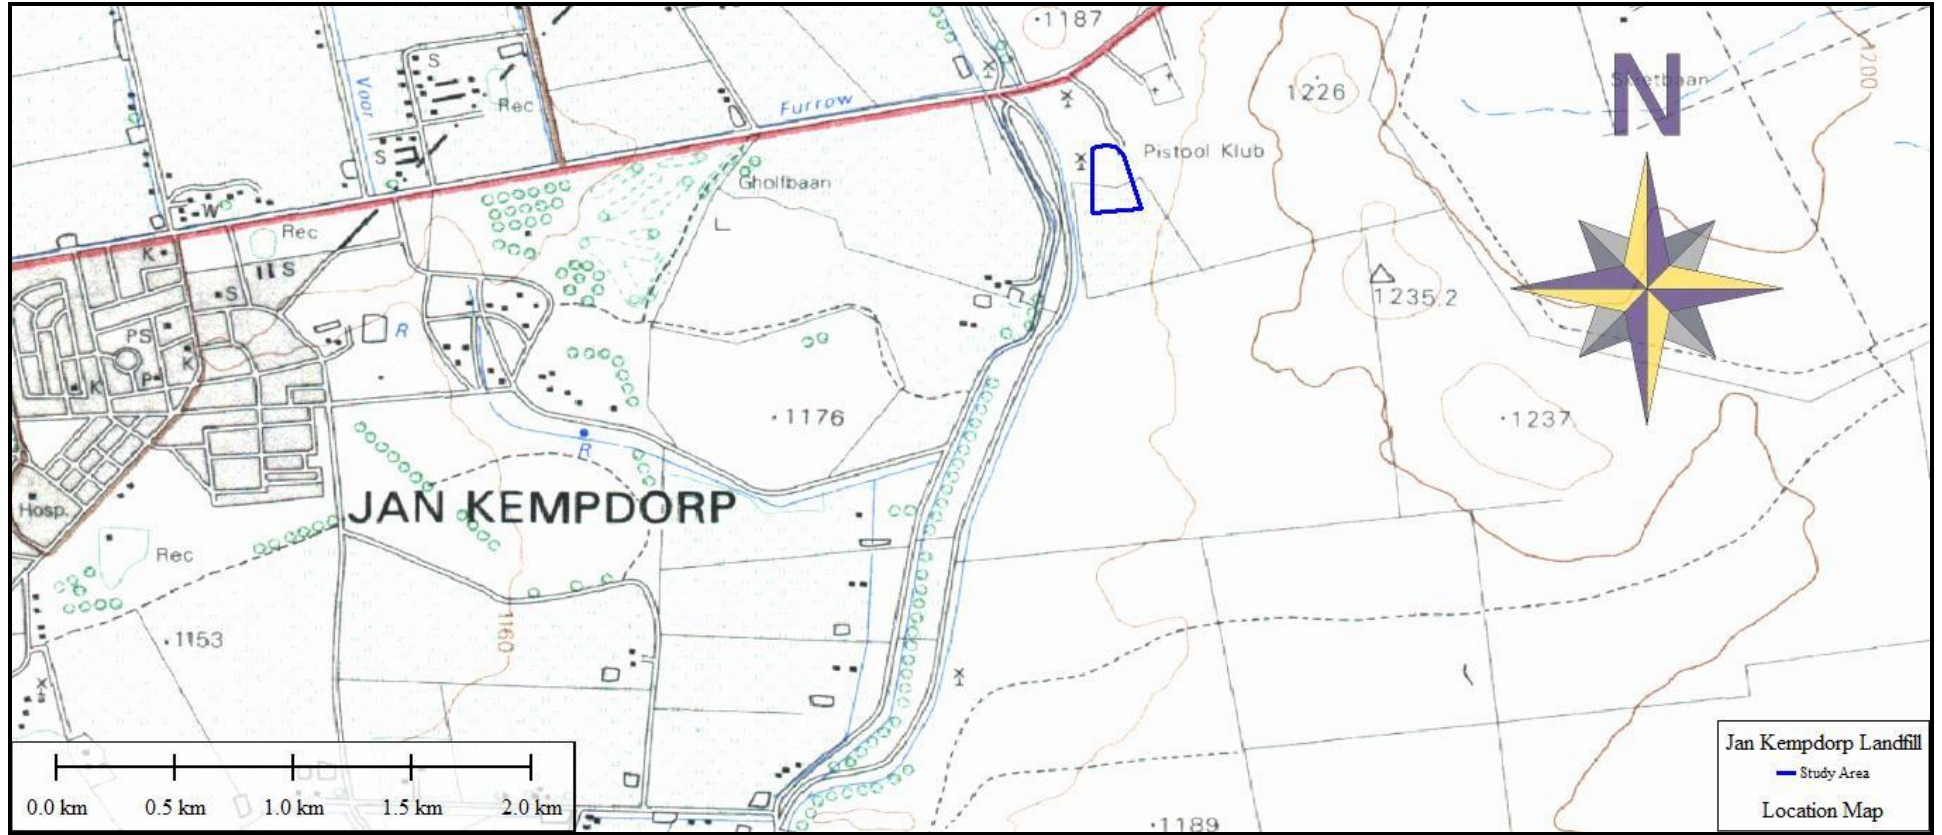 1187
N
1200
S
Voor
Rec
Furrow
1226
S
Pistool Klub
Gholfbaan
W
Rec
K
S
S
1235.2
R
PS
K
P
K
1176
1237
R
JAN KEMPDORP
Hosp.
Rec
1160
1153
0.0 km 0.5 km 1.0 km 1.5 km 2.0 km
1189
Jan Kempdorp Landfill
Study Area
Location Map